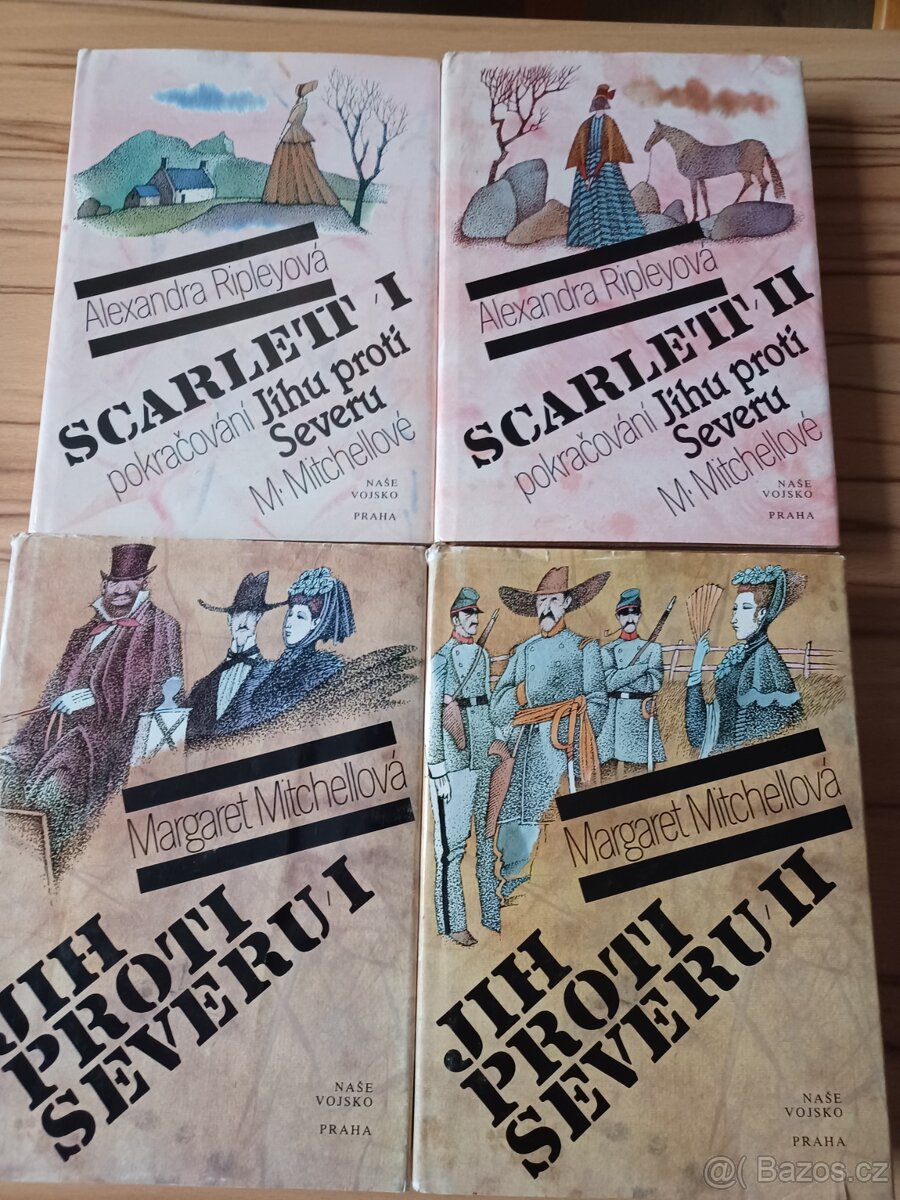 Alexandra Ripleyová
SCARLETT/I
pokračování Jihu proti
Severu
M. Mitchellové
NAŠE
VOJSKO
PRAHA
Alexandra Ripleyová
SCARLETT/II
pokračování Jihu proti
Severu
M. Mitchellové
NAŠE
VOJSKO
PRAHA
Margaret Mitchellová
JIH
PROTI
SEVERU/I
NAŠE
VOJSKO
PRAHA
Margaret Mitchellová
JIH
PROTI
SEVERU/II
NAŠE
VOJSKO
PRAHA
@( Bazos.cz